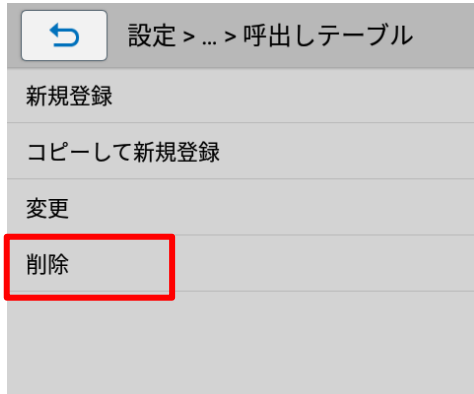 設定 > ... > 呼出しテーブル
新規登録
コピーして新規登録
変更
削除